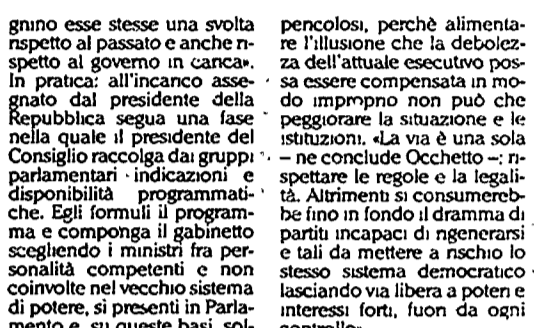 gnino esse stesse una svolta
rispetto al passato e anche ri-
spetto al governo in carica».
In pratica: all'incarico asse-
gnato dal presidente della
Repubblica segua una fase
nella quale il presidente del
Consiglio raccolga dai gruppi
parlamentari indicazioni e
disponibilità programmati-
che. Egli formuli il program-
ma e componga il gabinetto
scegliendo i ministri fra per-
sonalità competenti e non
coinvolte nel vecchio sistema
di potere, si presenti in Parla-
mento e, su queste basi, sol-
pericolosi, perchè alimenta-
re l'illusione che la debolez-
za dell'attuale esecutivo pos-
sa essere compensata in mo-
do improprio non può che
peggiorare la situazione e le
istituzioni. «La via è una sola
– ne conclude Occhetto –: ri-
spettare le regole e la legali-
tà. Altrimenti si consumereb-
be fino in fondo il dramma di
partiti incapaci di rigenerarsi
e tali da mettere a rischio lo
stesso sistema democratico
lasciando via libera a poteri e
interessi forti, fuori da ogni
controllo»